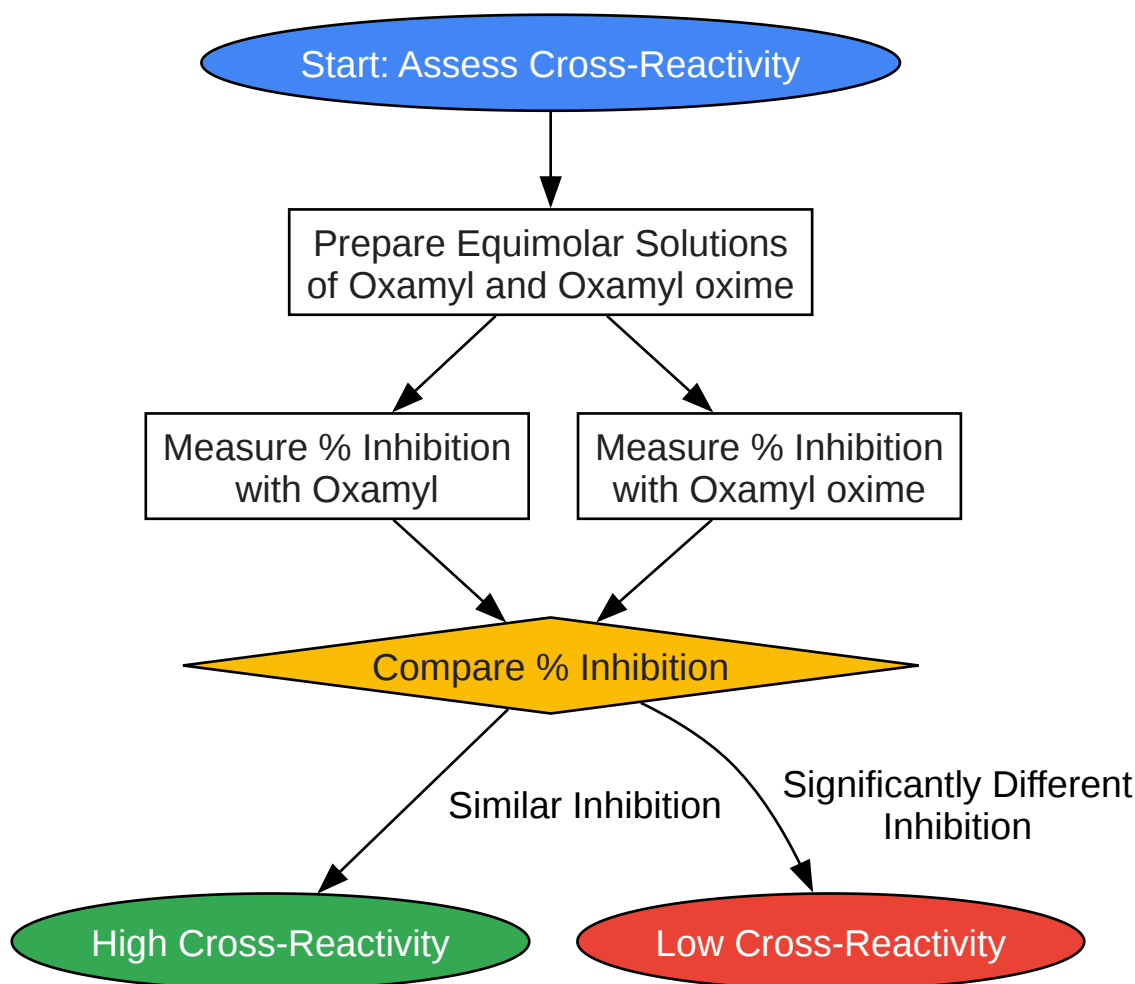 Start: Assess Cross-Reactivity
Prepare Equimolar Solutions
of Oxamyl and Oxamyl oxime
Measure % Inhibition
with Oxamyl
Measure % Inhibition
with Oxamyl oxime
Compare % Inhibition
Similar Inhibition
Significantly Different
Inhibition
High Cross-Reactivity
Low Cross-Reactivity